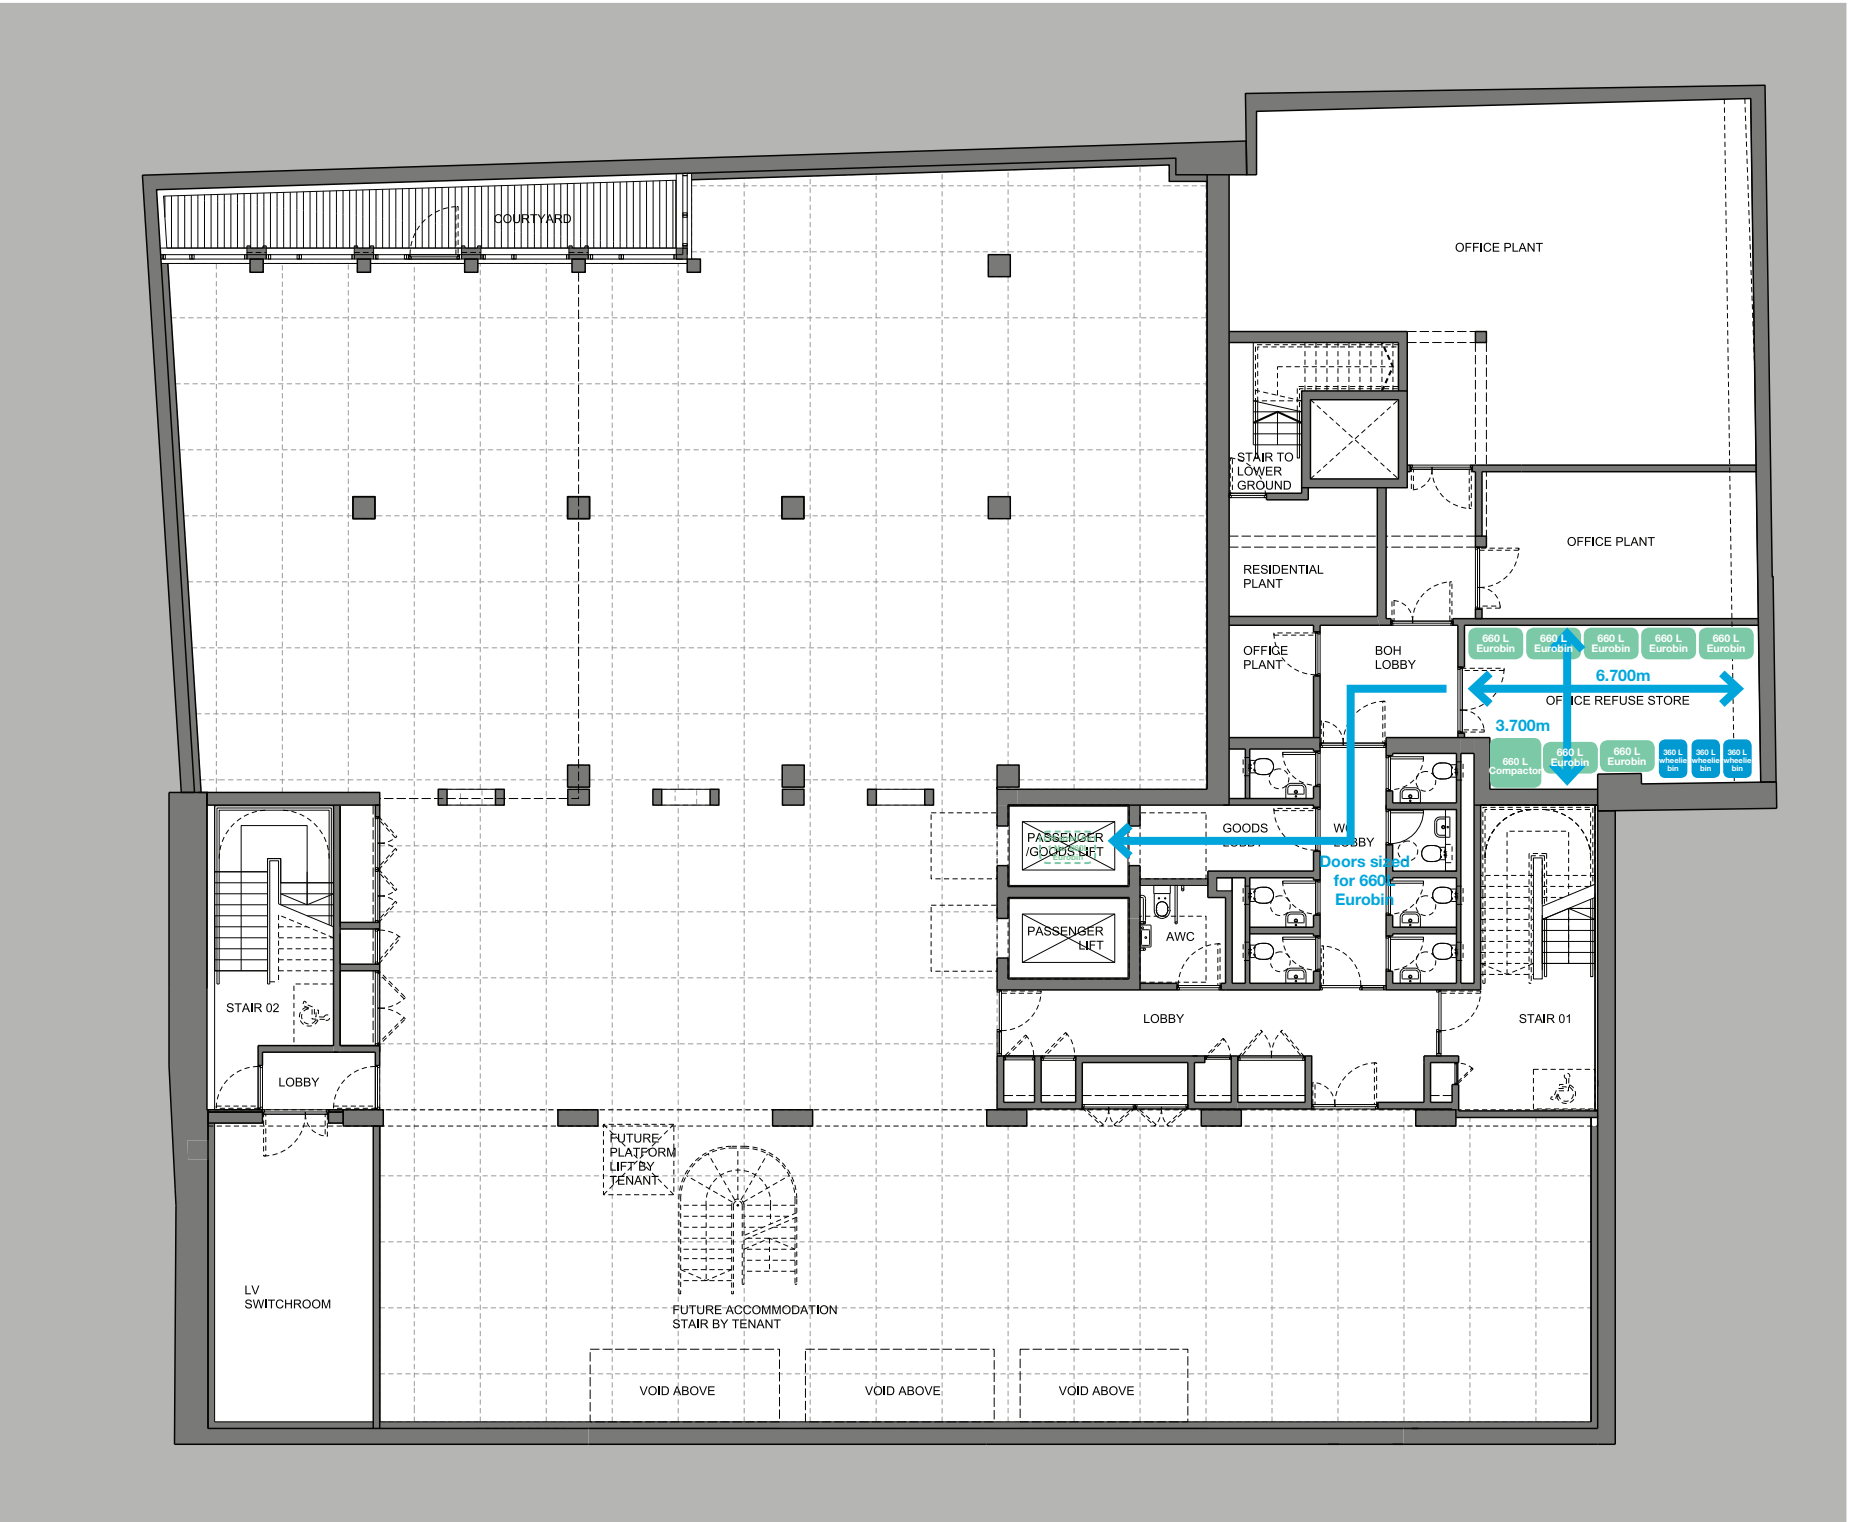 COURTYARD
OFFICE PLANT
STAIR TO
LOWER
GROUND
OFFICE PLANT
RESIDENTIAL
PLANT
OFFICE
PLANT
BOH
LOBBY
660 L
Eurobin
660 L
Eurobin
660 L
Eurobin
660 L
Eurobin
660 L
Eurobin
6.700m
OFFICE REFUSE STORE
3.700m
660 L
Compactor
660 L
Eurobin
660 L
Eurobin
360 L
wheelie
bin
360 L
wheelie
bin
360 L
wheelie
bin
PASSENGER
/GOODS LIFT
Eurobin
GOODS
LOBBY
WC
LOBBY
Doors sized
for 660L
Eurobin
PASSENGER
LIFT
AWC
STAIR 02
LOBBY
STAIR 01
LOBBY
FUTURE
PLATFORM
LIFT BY
TENANT
LV
SWITCHROOM
FUTURE ACCOMMODATION
STAIR BY TENANT
VOID ABOVE
VOID ABOVE
VOID ABOVE